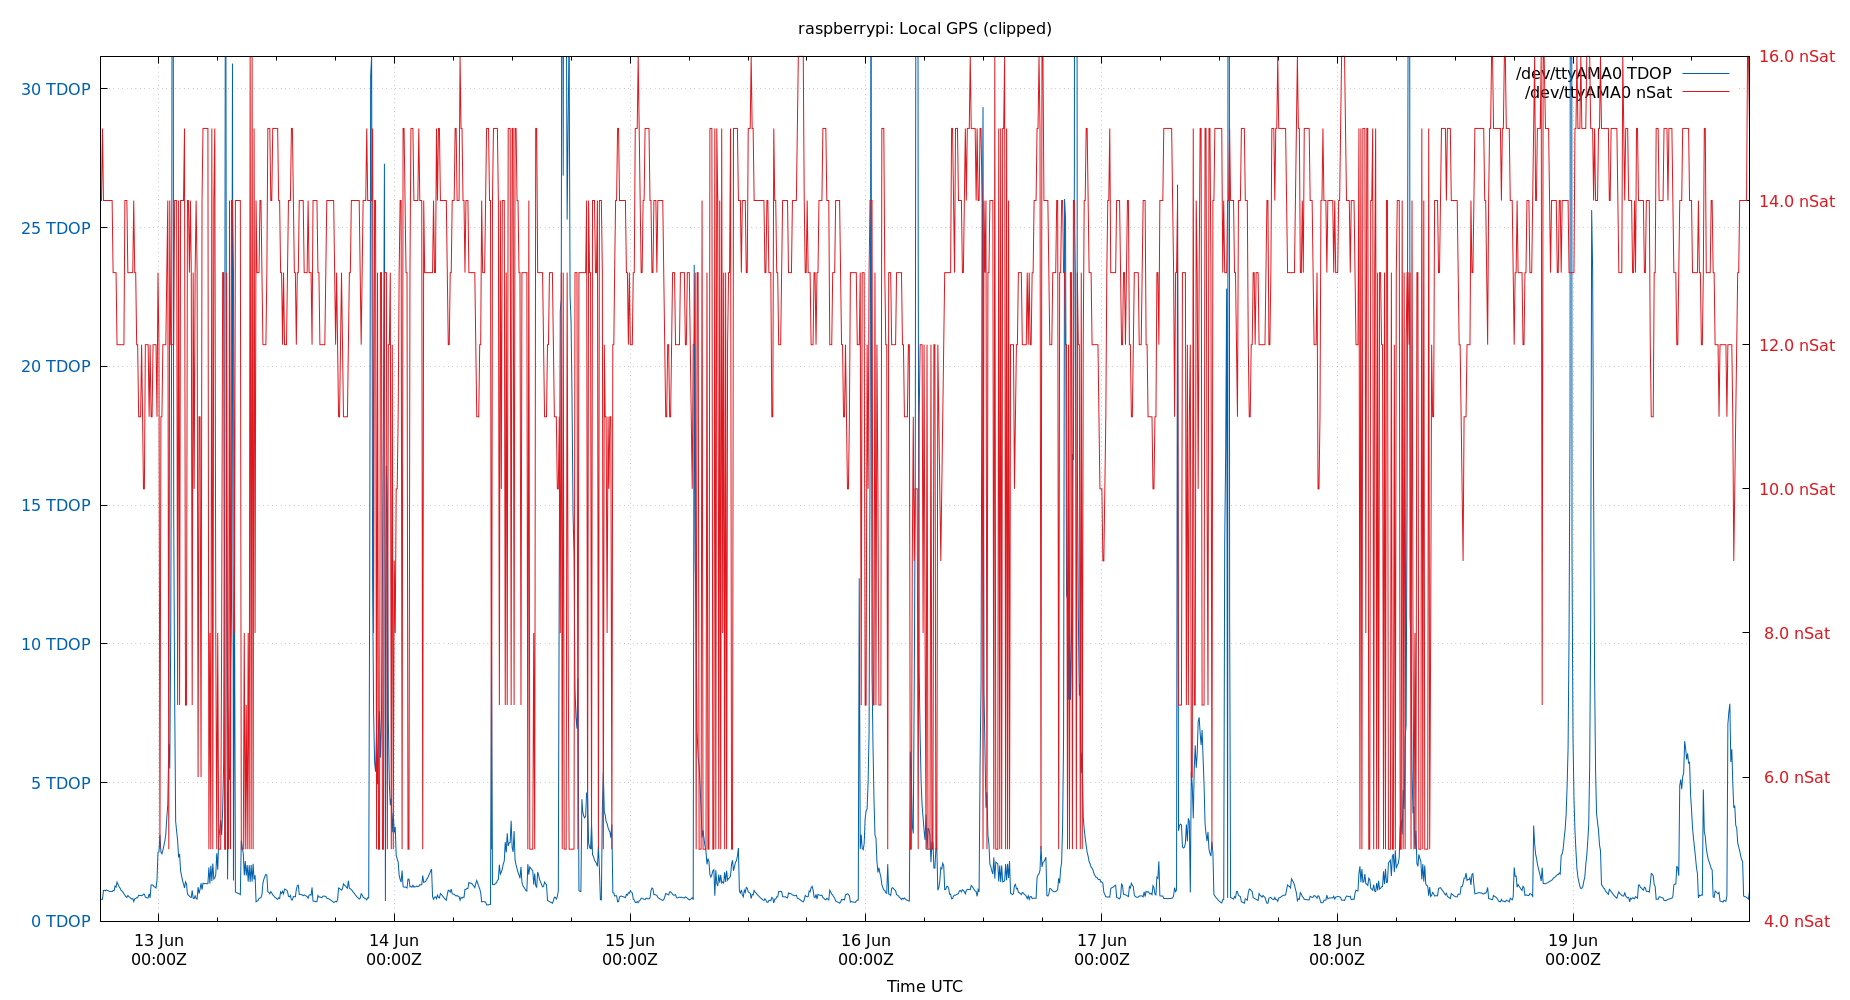 raspberrypi: Local GPS (clipped)
/dev/ttyAMA0 TDOP
/dev/ttyAMA0 nSat
30 TDOP
25 TDOP
20 TDOP
15 TDOP
10 TDOP
5 TDOP
0 TDOP
16.0 nSat
14.0 nSat
12.0 nSat
10.0 nSat
8.0 nSat
6.0 nSat
4.0 nSat
13 Jun
00:00Z
14 Jun
00:00Z
15 Jun
00:00Z
16 Jun
00:00Z
17 Jun
00:00Z
18 Jun
00:00Z
19 Jun
00:00Z
Time UTC